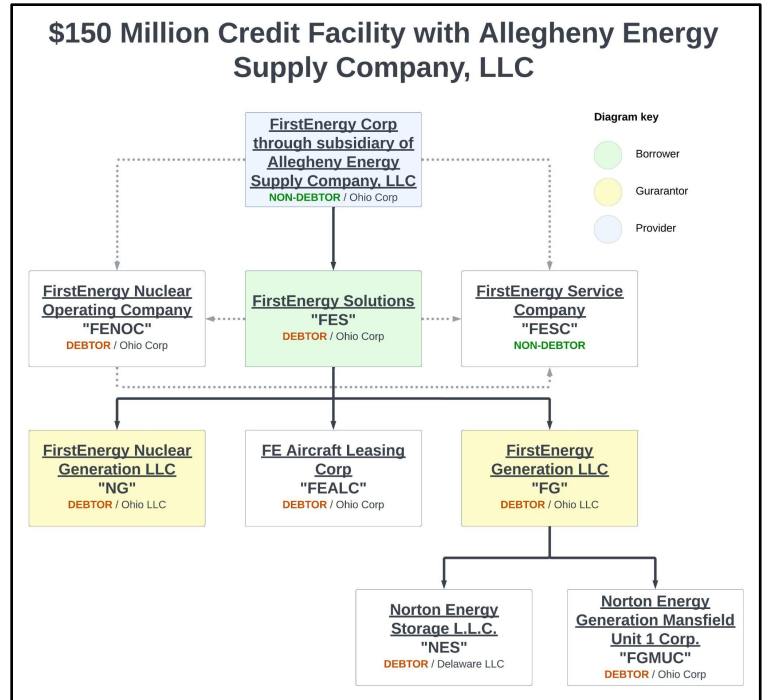 $150 Million Credit Facility with Allegheny Energy
Supply Company, LLC
FirstEnergy Corp
through subsidiary of
Allegheny Energy
Supply Company, LLC
NON-DEBTOR / Ohio Corp
Diagram key
Borrower
Gurarantor
Provider
FirstEnergy Nuclear
Operating Company
"FENOC"
DEBTOR / Ohio Corp
FirstEnergy Solutions
"FES"
DEBTOR / Ohio Corp
FirstEnergy Service
Company
"FESC"
NON-DEBTOR
FirstEnergy Nuclear
Generation LLC
"NG"
DEBTOR / Ohio LLC
FE Aircraft Leasing
Corp
"FEALC"
DEBTOR / Ohio Corp
FirstEnergy
Generation LLC
"FG"
DEBTOR / Ohio LLC
Norton Energy
Storage L.L.C.
"NES"
DEBTOR / Delaware LLC
Norton Energy
Generation Mansfield
Unit 1 Corp.
"FGMUC"
DEBTOR / Ohio Corp